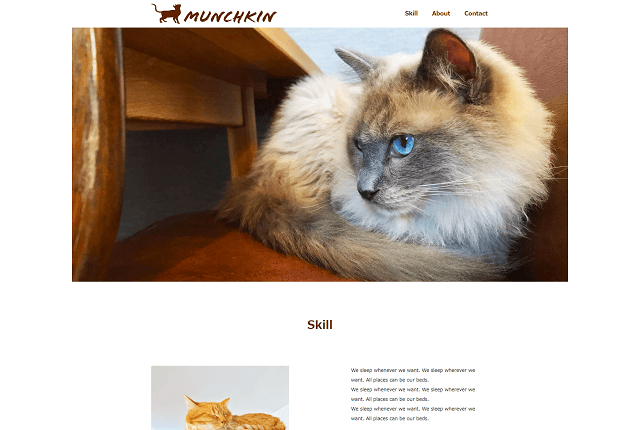 MUNCHKIN
Skill About Contact
Skill
We sleep whenever we want. We sleep wherever we
want. All places can be our beds.
We sleep whenever we want. We sleep wherever we
want. All places can be our beds.
We sleep whenever we want. We sleep wherever we
want. All places can be our beds.